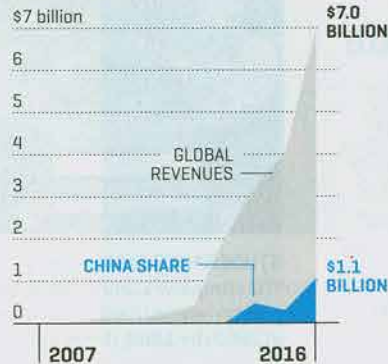 $7 billion
$7.0
BILLION
6
5
4
GLOBAL
REVENUES
3
2
CHINA SHARE
$1.1
BILLION
1
0
2007
2016